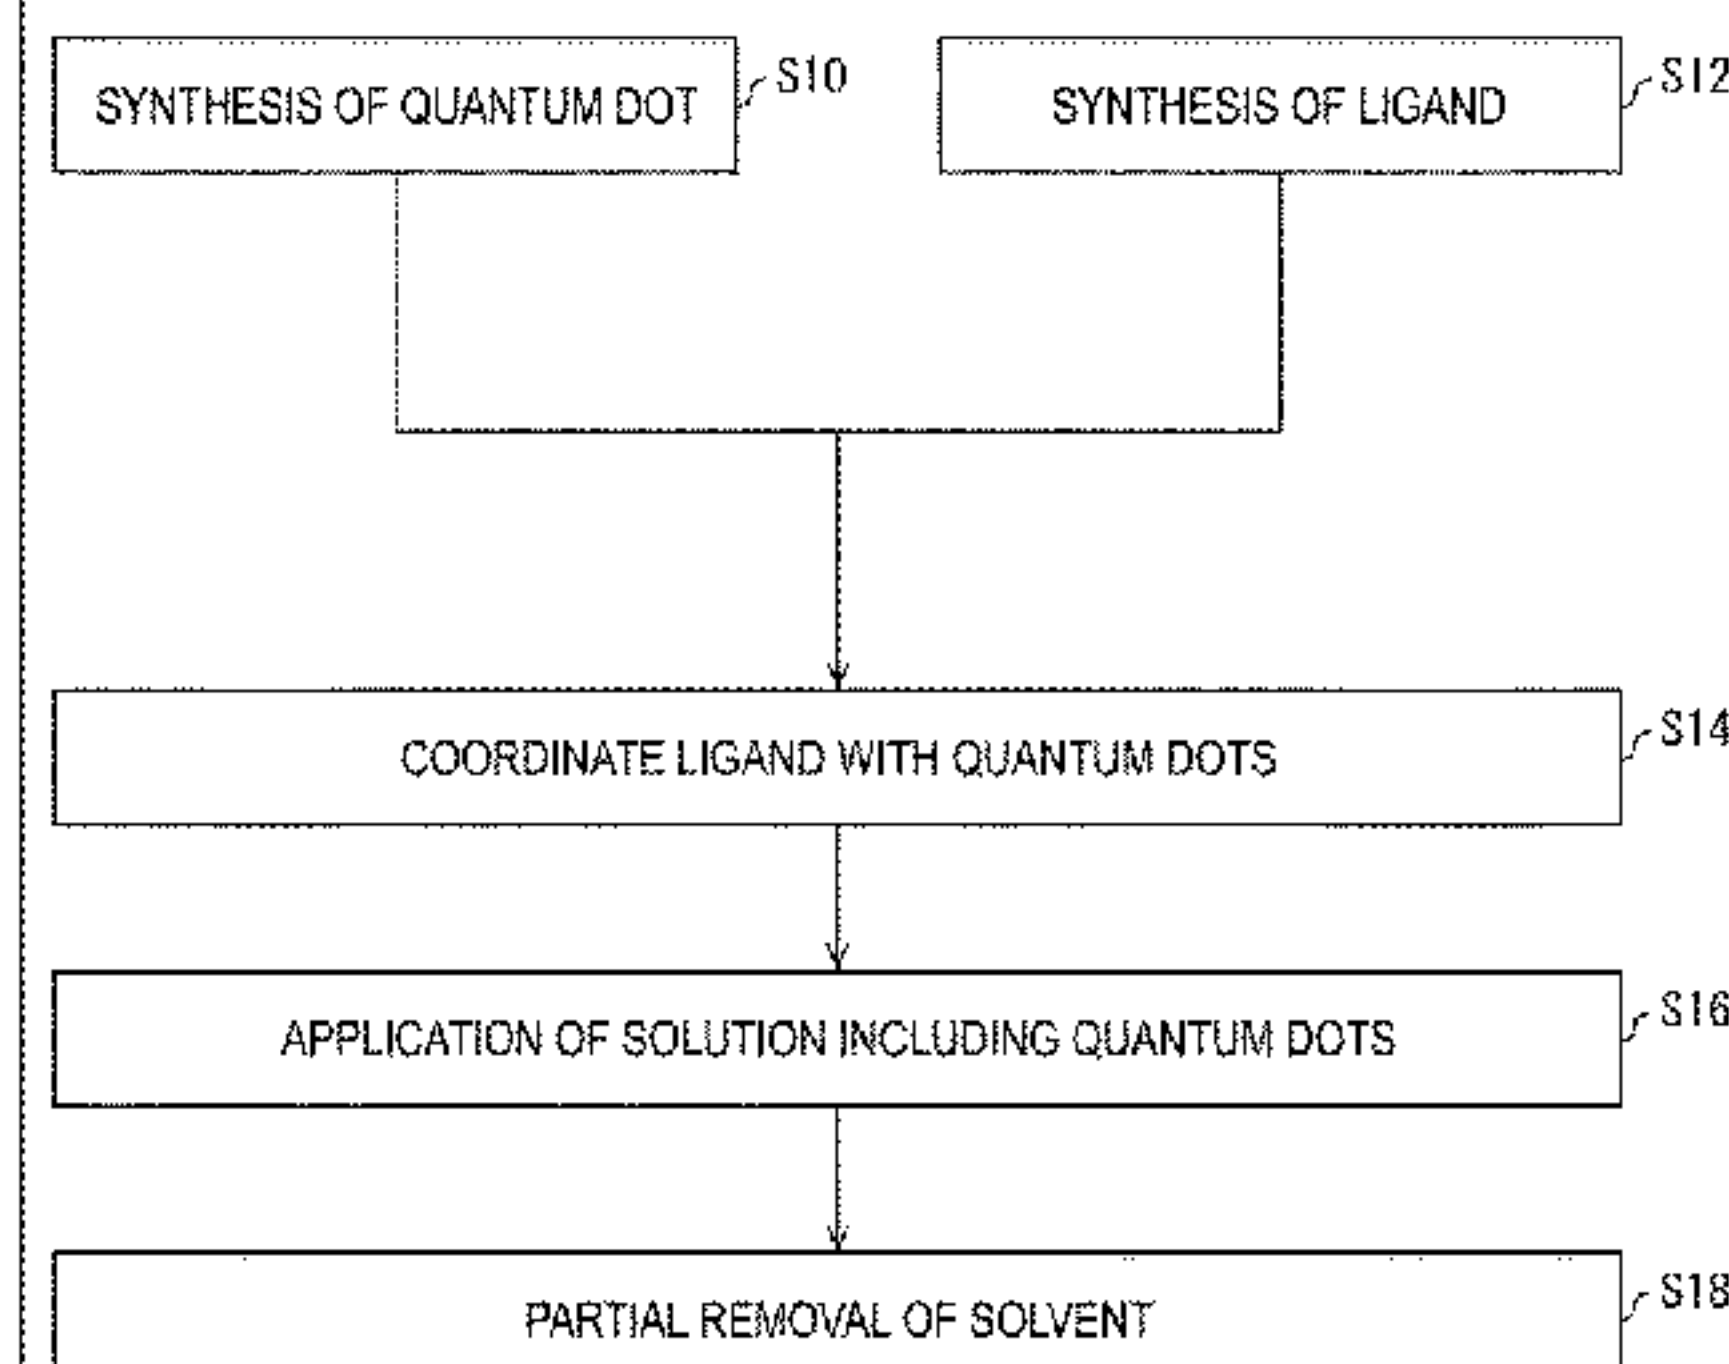 SYNTHESIS OF QUANTUM DOT
S10
SYNTHESIS OF LIGAND
S12
COORDINATE LIGAND WITH QUANTUM DOTS
S14
APPLICATION OF SOLUTION INCLUDING QUANTUM DOTS
S16
PARTIAL REMOVAL OF SOLVENT
S18